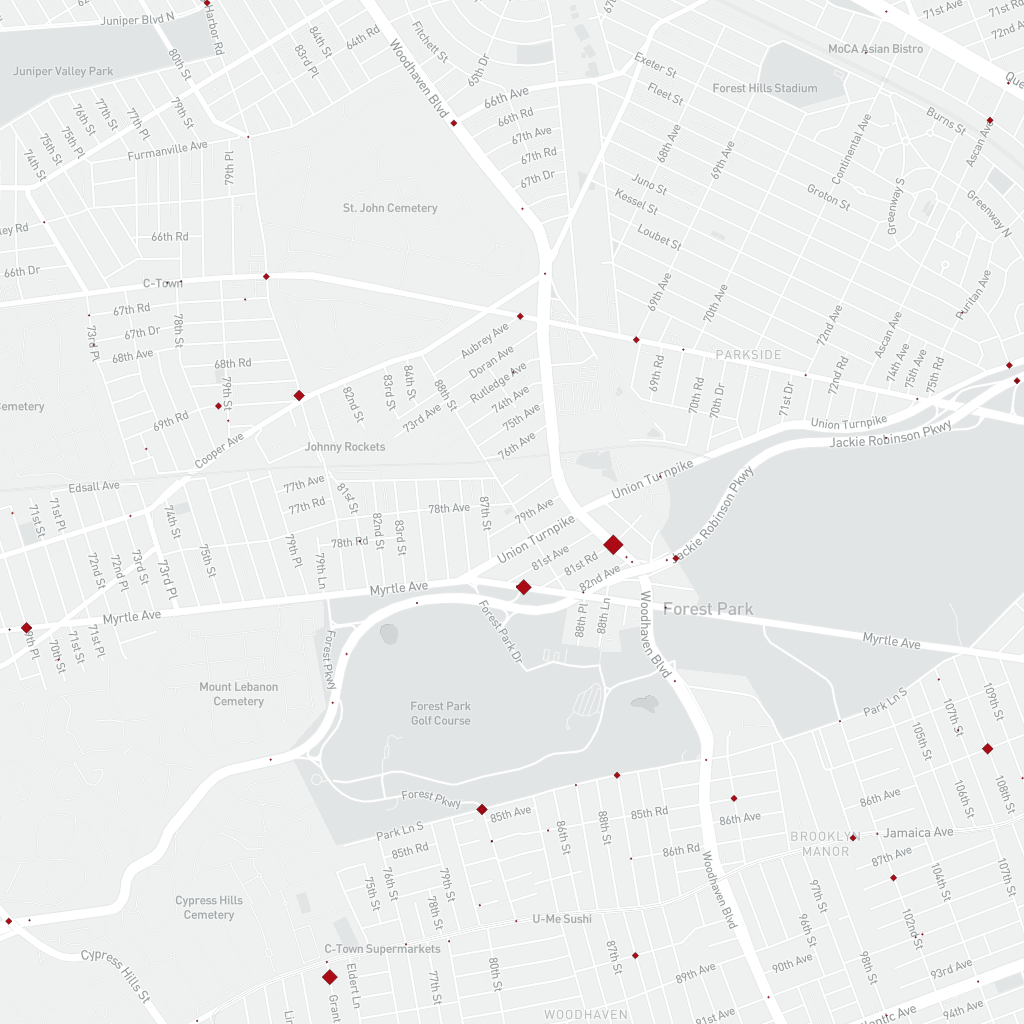 Juniper Blvd N
Harbor Rd
84th St
83rd Pl
64th Rd
Fitchett St
65th Dr
Woodhaven Blvd
80th St
Juniper Valley Park
66th Ave
66th Rd
67th Ave
67th Rd
67th Dr
Exeter St
Fleet St
MoCA Asian Bistro
Forest Hills Stadium
71st Ave
Burns St
Ascan Ave
76th St
77th St
77th Pl
75th Pl
75th St
74th St
79th St
Furmanville Ave
79th Pl
68th Ave
69th Ave
Continental Ave
Juno St
Kessel St
Loubet St
Groton St
Greenway S
Greenway N
St. John Cemetery
66th Rd
66th Dr
C-Town
67th Rd
67th Dr
68th Ave
73rd Pl
78th St
68th Rd
79th St
69th Rd
Cooper Ave
69th Ave
70th Ave
Puritan Ave
72nd Ave
Ascan Ave
PARKSIDE
74th Ave
75th Ave
75th Rd
72nd Rd
71st Dr
69th Rd
70th Rd
70th Dr
Aubrey Ave
Doran Ave
Rutledge Ave
74th Ave
75th Ave
76th Ave
73rd Ave
88th St
84th St
83rd St
82nd St
Johnny Rockets
Cemetery
Union Turnpike
Jackie Robinson Pkwy
Union Turnpike
Edsall Ave
77th Ave
77th Rd
81st St
78th Ave
87th St
79th Ave
71st Pl
71st St
74th St
82nd St
83rd St
78th Rd
Union Turnpike
Jackie Robinson Pkwy
72nd St
72nd Pl
73rd St
73rd Pl
75th St
79th Pl
79th Ln
81st Ave
81st Rd
82nd Ave
Myrtle Ave
Myrtle Ave
Forest Park
Myrtle Ave
88th Pl
88th Ln
Woodhaven Blvd
Forest Park Dr
Forest Pkwy
70th St
71st St
71st Pl
Mount Lebanon
Cemetery
Forest Park
Golf Course
Park Ln S
109th St
107th St
105th St
106th St
108th St
Forest Pkwy
85th Ave
85th Rd
86th Ave
86th Ave
Park Ln S
85th Rd
86th St
86th Rd
BROOKLYN
MANOR
Jamaica Ave
87th Ave
Woodhaven Blvd
75th St
76th St
79th St
78th St
104th St
107th St
97th St
96th St
102nd St
98th St
Cypress Hills
Cemetery
U-Me Sushi
C-Town Supermarkets
Cypress Hills St
Eldert Ln
Grant
77th St
80th St
87th St
89th Ave
90th Ave
93rd Ave
94th Ave
91st Ave
WOODHAVEN